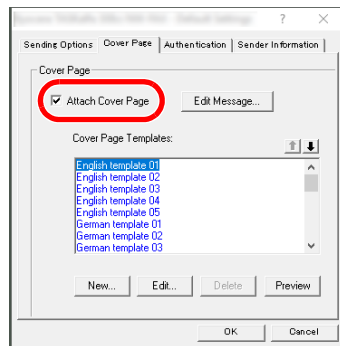 Default Settings
Sending Options Cover Page Authentication Sender Information
Cover Page
Attach Cover Page Edit Message...
Cover Page Templates:
English template 01
English template 02
English template 03
English template 04
English template 05
German template 01
German template 02
German template 03
New... Edit... Delete Preview
OK Cancel